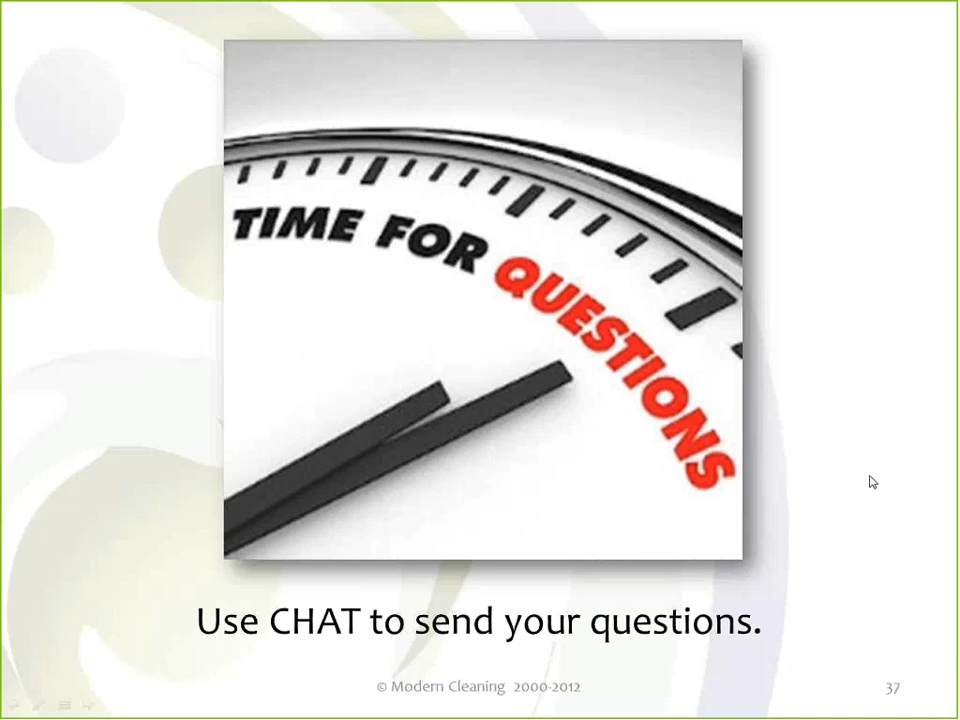 TIME FOR QUESTIONS
Use CHAT to send your questions.
© Modern Cleaning 2000-2012
37